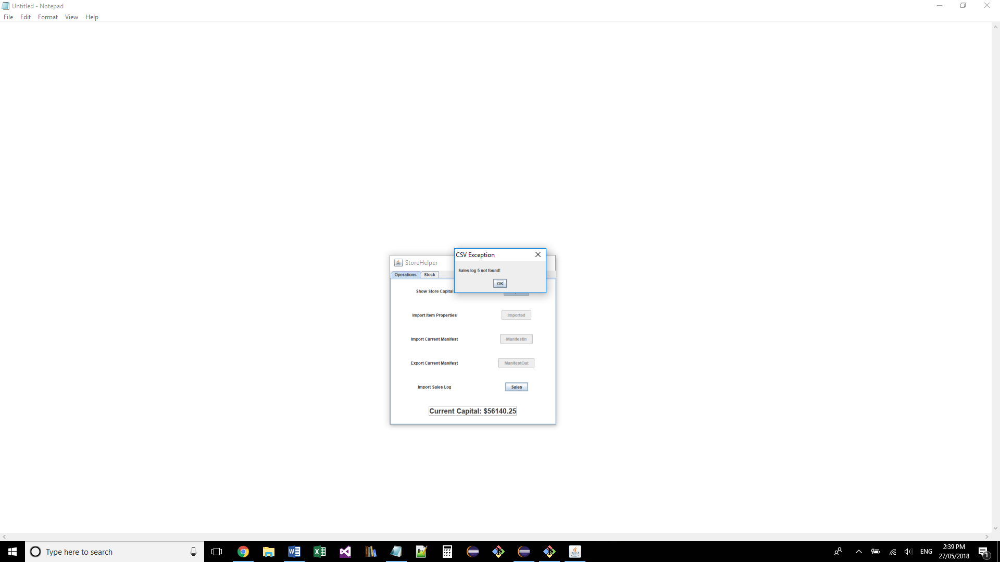 Untitled - Notepad
File Edit Format View Help
CSV Exception
Sales log 5 not found!
OK
StoreHelper
Operations Stock
Show Store Capital
Import Item Properties Imported
Import Current Manifest ManifestIn
Export Current Manifest ManifestOut
Import Sales Log Sales
Current Capital: $56140.25
Type here to search
ENG
2:39 PM
27/05/2018
1